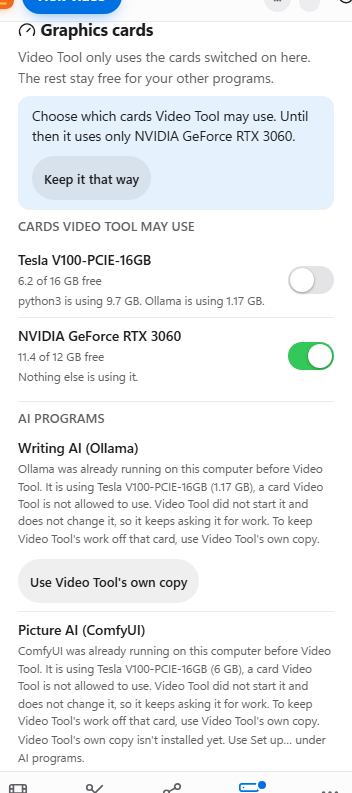 Graphics cards
Video Tool only uses the cards switched on here.
The rest stay free for your other programs.
Choose which cards Video Tool may use. Until
then it uses only NVIDIA GeForce RTX 3060.
Keep it that way
CARDS VIDEO TOOL MAY USE
Tesla V100-PCIE-16GB
6.2 of 16 GB free
python3 is using 9.7 GB. Ollama is using 1.17 GB.
NVIDIA GeForce RTX 3060
11.4 of 12 GB free
Nothing else is using it.
AI PROGRAMS
Writing AI (Ollama)
Ollama was already running on this computer before Video
Tool. It is using Tesla V100-PCIE-16GB (1.17 GB), a card Video
Tool is not allowed to use. Video Tool did not start it and
does not change it, so it keeps asking it for work. To keep
Video Tool's work off that card, use Video Tool's own copy.
Use Video Tool's own copy
Picture AI (ComfyUI)
ComfyUI was already running on this computer before Video
Tool. It is using Tesla V100-PCIE-16GB (6 GB), a card Video
Tool is not allowed to use. Video Tool did not start it and
does not change it, so it keeps asking it for work. To keep
Video Tool's work off that card, use Video Tool's own copy.
Video Tool's own copy isn't installed yet. Use Set up... under
AI programs.